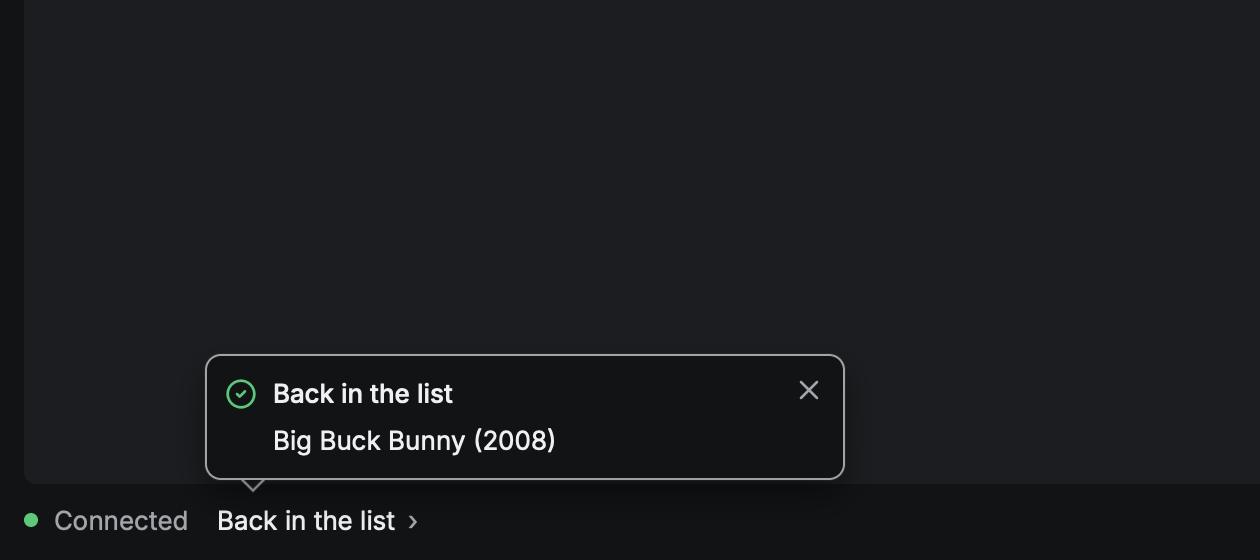 Back in the list
Big Buck Bunny (2008)
Connected Back in the list ›